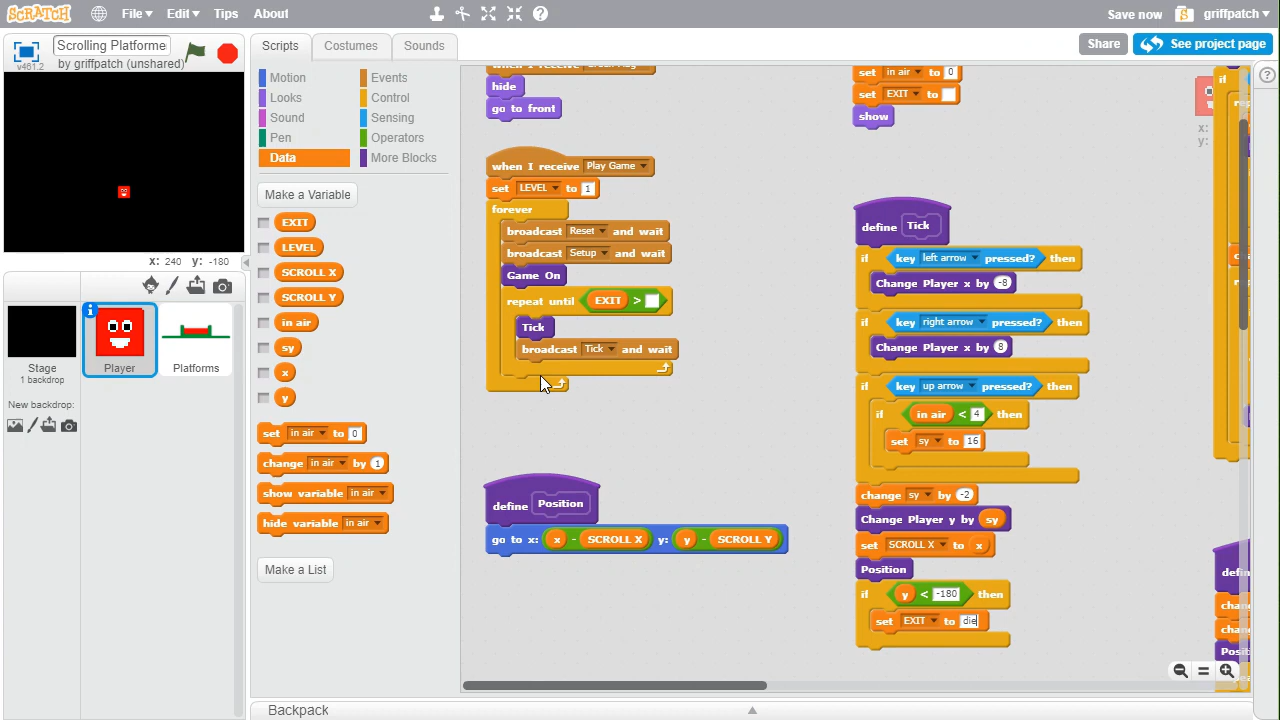 SCRATCH File Edit Tips About Save now griffpatch
Scrolling Platforme
by griffpatch (unshared)
v461.2
Scripts Costumes Sounds
Share See project page
Motion Events
Looks Control
Sound Sensing
Pen Operators
Data More Blocks
Make a Variable
EXIT
LEVEL
SCROLL X
SCROLL Y
in air
sy
x
y
set in air to 0
change in air by 1
show variable in air
hide variable in air
Make a List
x: 240 y: -180
Stage
1 backdrop
Player
Platforms
New backdrop:
hide
go to front
when I receive Play Game
set LEVEL to 1
forever
broadcast Reset and wait
broadcast Setup and wait
Game On
repeat until EXIT >
Tick
broadcast Tick and wait
define Position
go to x: x - SCROLL X y: y - SCROLL Y
set in air to 0
set EXIT to
show
define Tick
if key left arrow pressed? then
Change Player x by -8
if key right arrow pressed? then
Change Player x by 8
if key up arrow pressed? then
if in air < 4 then
set sy to 16
change sy by -2
Change Player y by sy
set SCROLL X to x
Position
if y < -180 then
set EXIT to die
x:
y:
if
Backpack